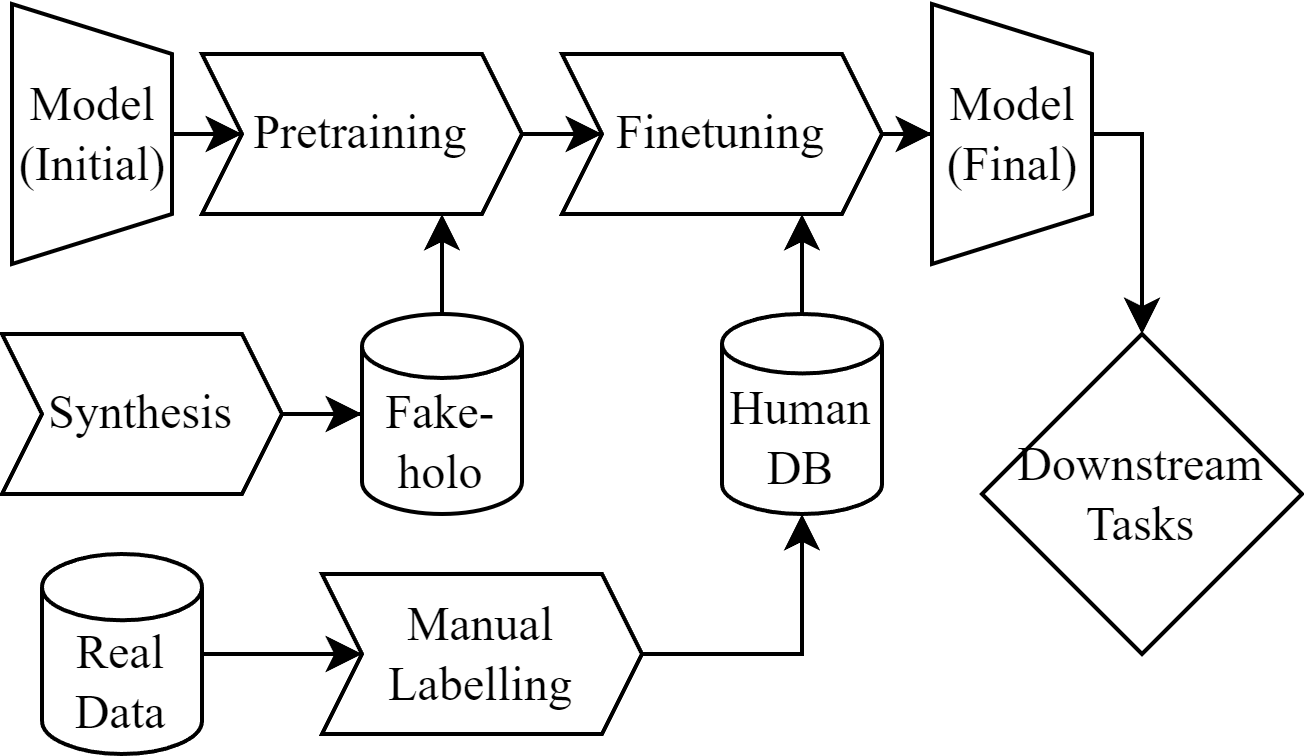 Model
(Initial)
Pretraining
Finetuning
Model
(Final)
Synthesis
Fake-
holo
Human
DB
Downstream
Tasks
Real
Data
Manual
Labelling